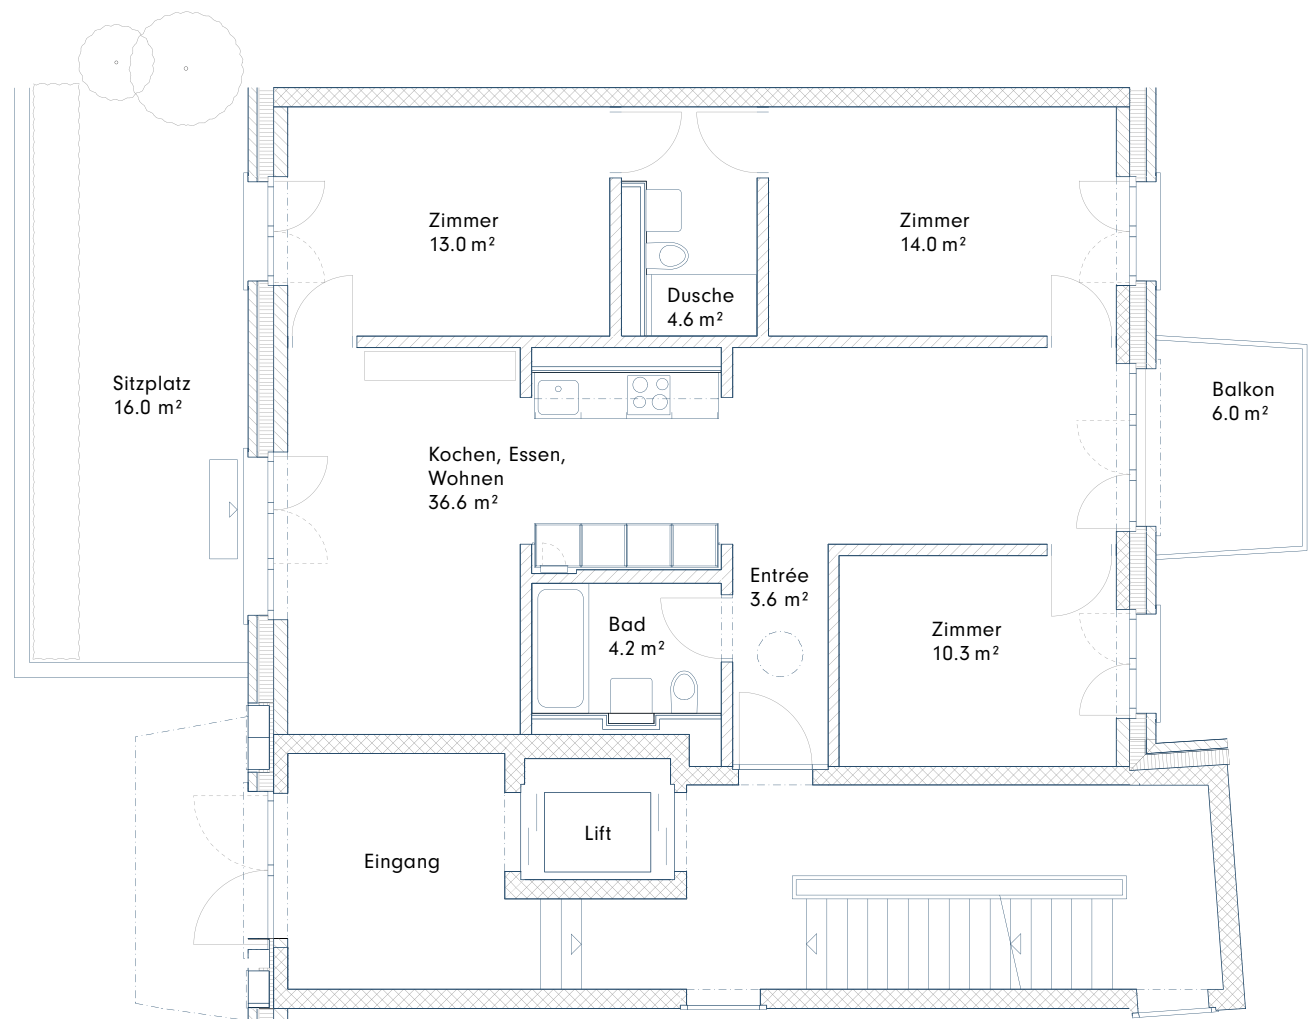 Zimmer
13.0 m²
Zimmer
14.0 m²
Dusche
4.6 m²
Sitzplatz
16.0 m²
Balkon
6.0 m²
Kochen, Essen,
Wohnen
36.6 m²
Entrée
3.6 m²
Bad
4.2 m²
Zimmer
10.3 m²
Lift
Eingang